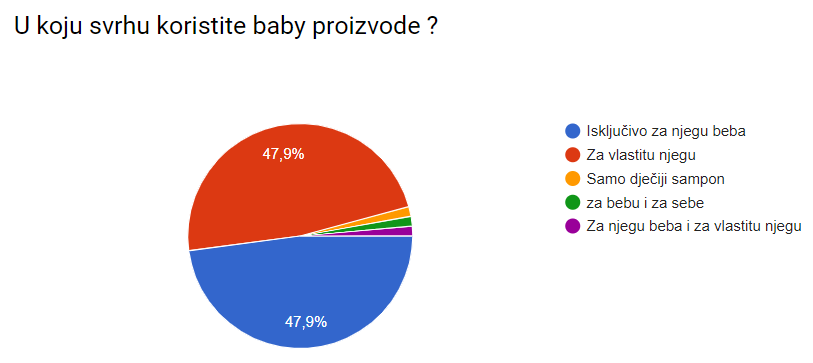 U koju svrhu koristite baby proizvode ?
47,9%
47,9%
Isključivo za njegu beba
Za vlastitu njegu
Samo dječiji sampon
za bebu i za sebe
Za njegu beba i za vlastitu njegu